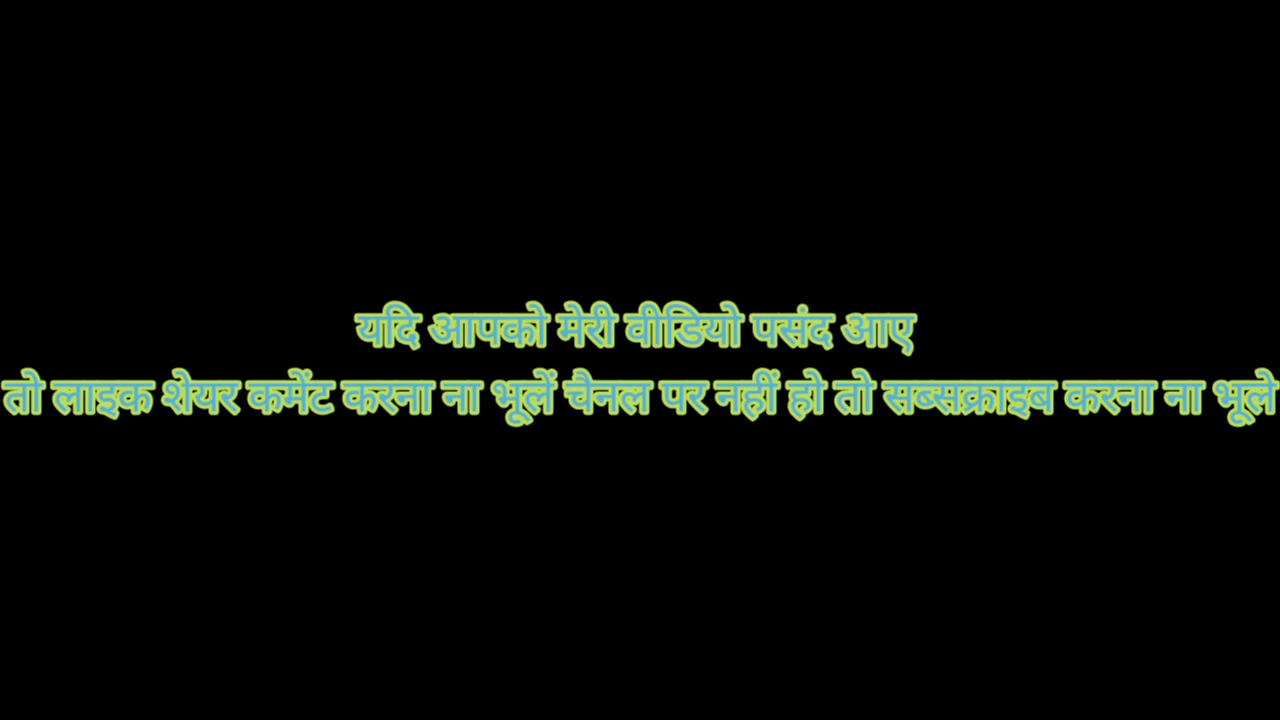 यदि आपको मेरी वीडियो पसंद आए
तो लाइक शेयर कमेंट करना ना भूलें चैनल पर नहीं हो तो सब्सक्राइब करना ना भूले